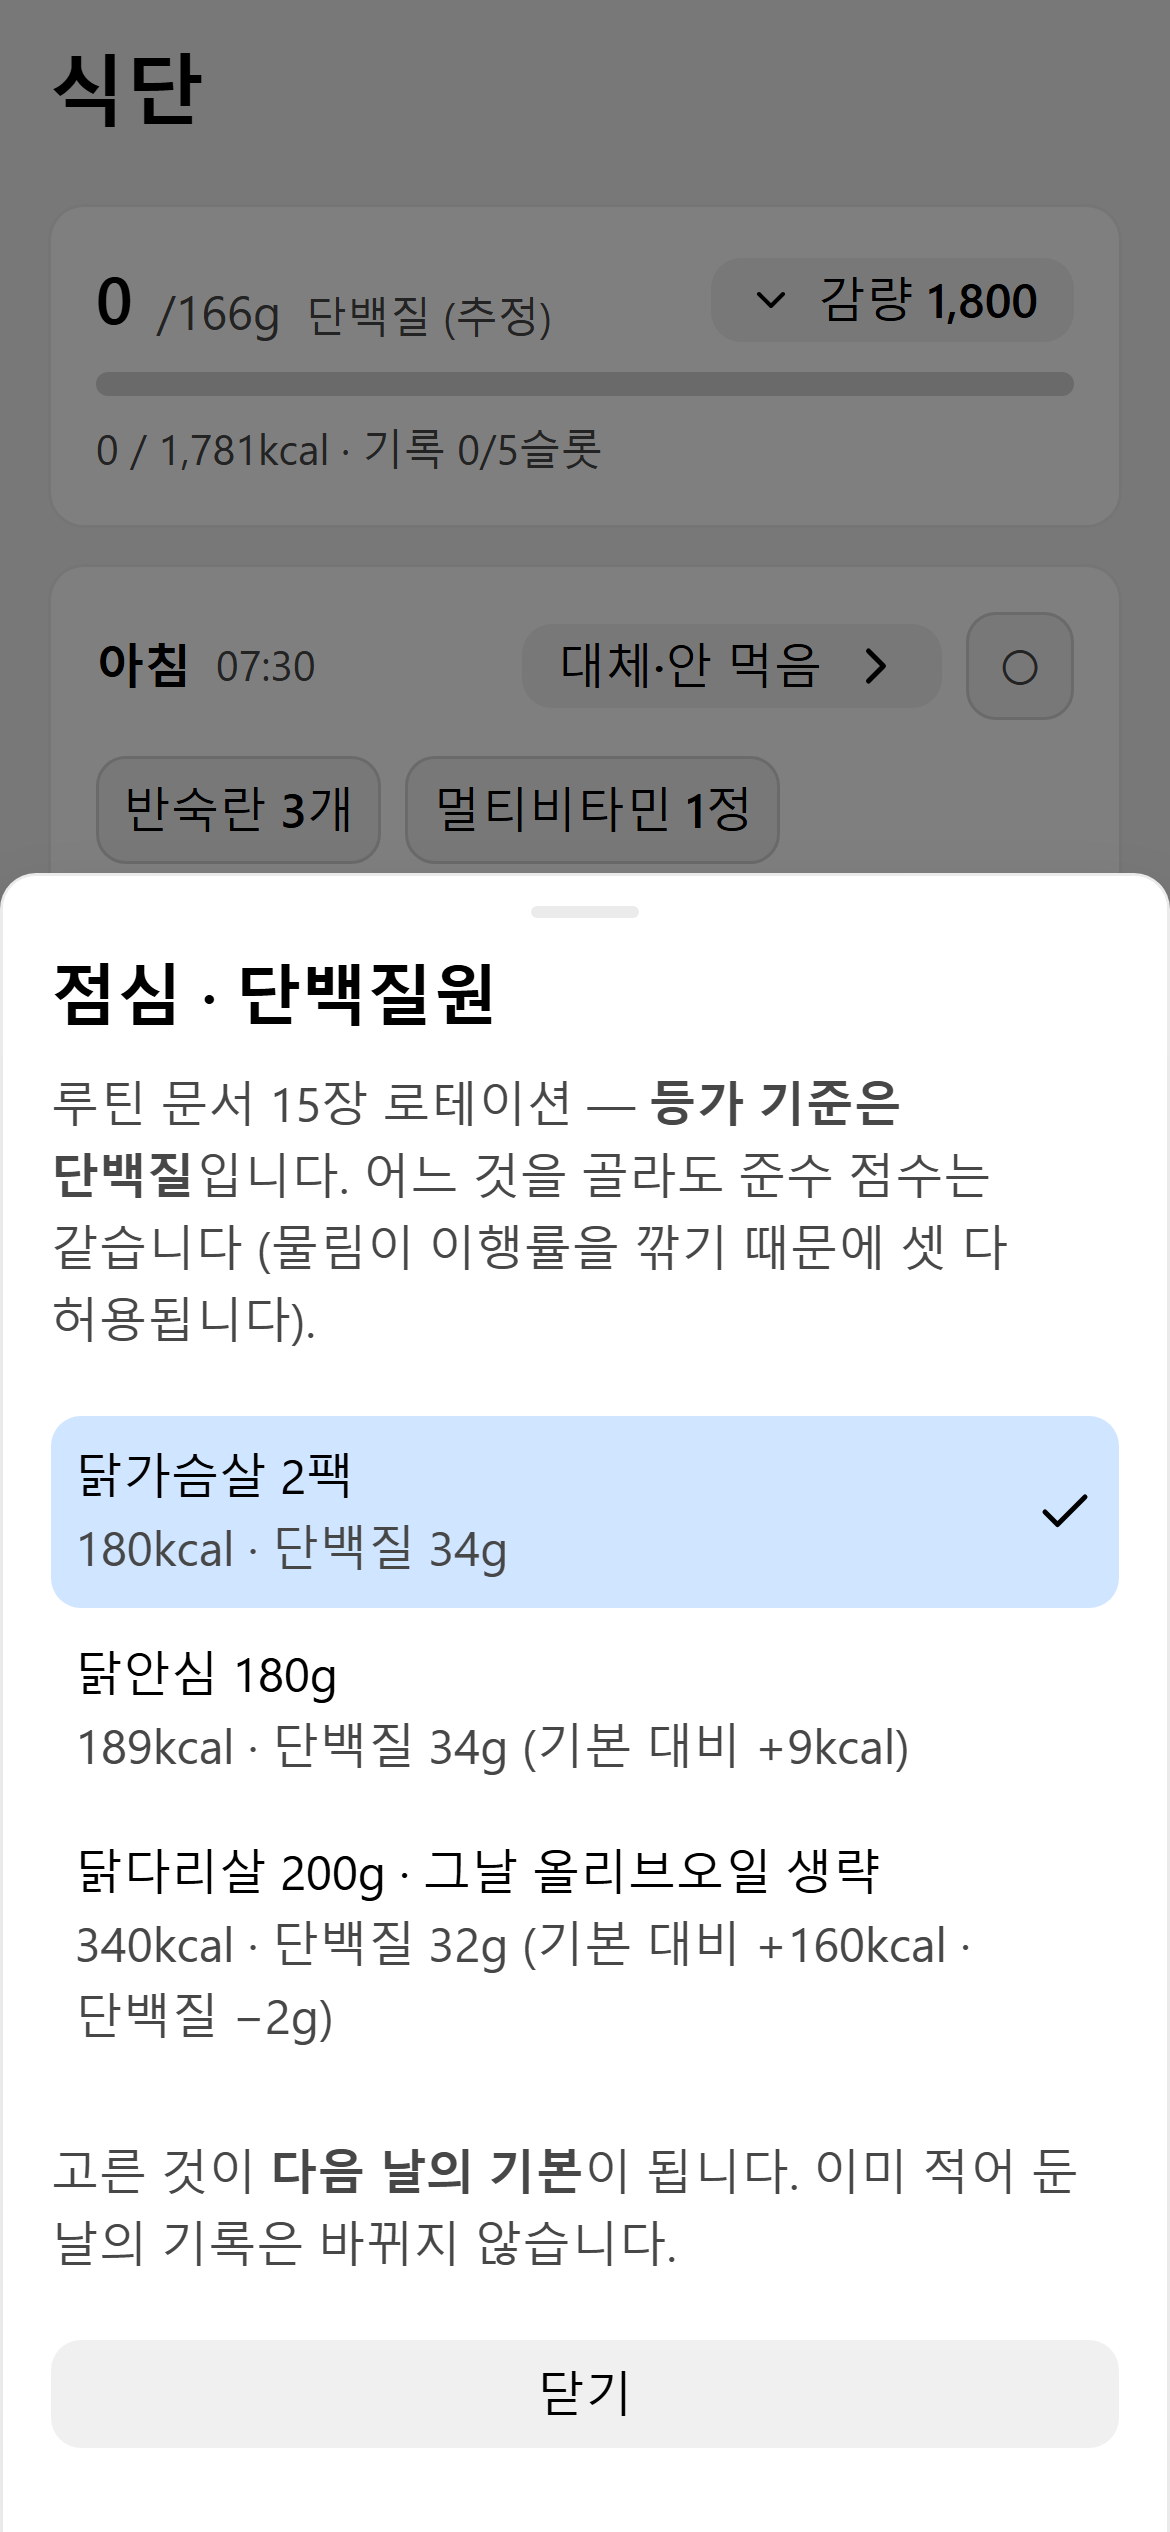 식단
0 /166g 단백질 (추정)
감량 1,800
0 / 1,781kcal · 기록 0/5슬롯
아침 07:30
대체·안 먹음
반숙란 3개
멀티비타민 1정
점심 · 단백질원
루틴 문서 15장 로테이션 — 등가 기준은
단백질입니다. 어느 것을 골라도 준수 점수는
같습니다 (물림이 이행률을 깎기 때문에 셋 다
허용됩니다).
닭가슴살 2팩
180kcal · 단백질 34g
닭안심 180g
189kcal · 단백질 34g (기본 대비 +9kcal)
닭다리살 200g · 그날 올리브오일 생략
340kcal · 단백질 32g (기본 대비 +160kcal ·
단백질 −2g)
고른 것이 다음 날의 기본이 됩니다. 이미 적어 둔
날의 기록은 바뀌지 않습니다.
닫기